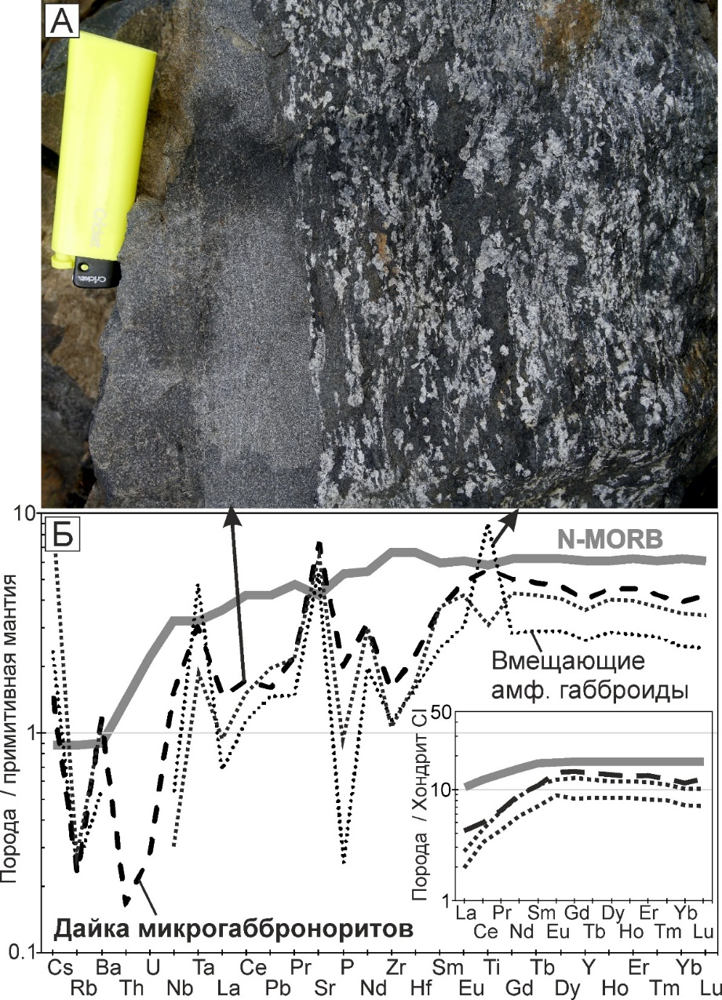 А
Cricket
Cricket
10
Б
N-MORB
Порода / примитивная мантия
Вмещающие
амф. габброиды
1
50
10
1
Порода / Хондрит CI
La Pr Sm Gd Dy Er Yb
Ce Nd Eu Tb Ho Tm Lu
Дайка микрогабброноритов
0.1
Cs Ba U Ta Ce Pr P Zr Sm Ti Tb Y Er Yb
Rb Th Nb La Pb Sr Nd Hf Eu Gd Dy Ho Tm Lu